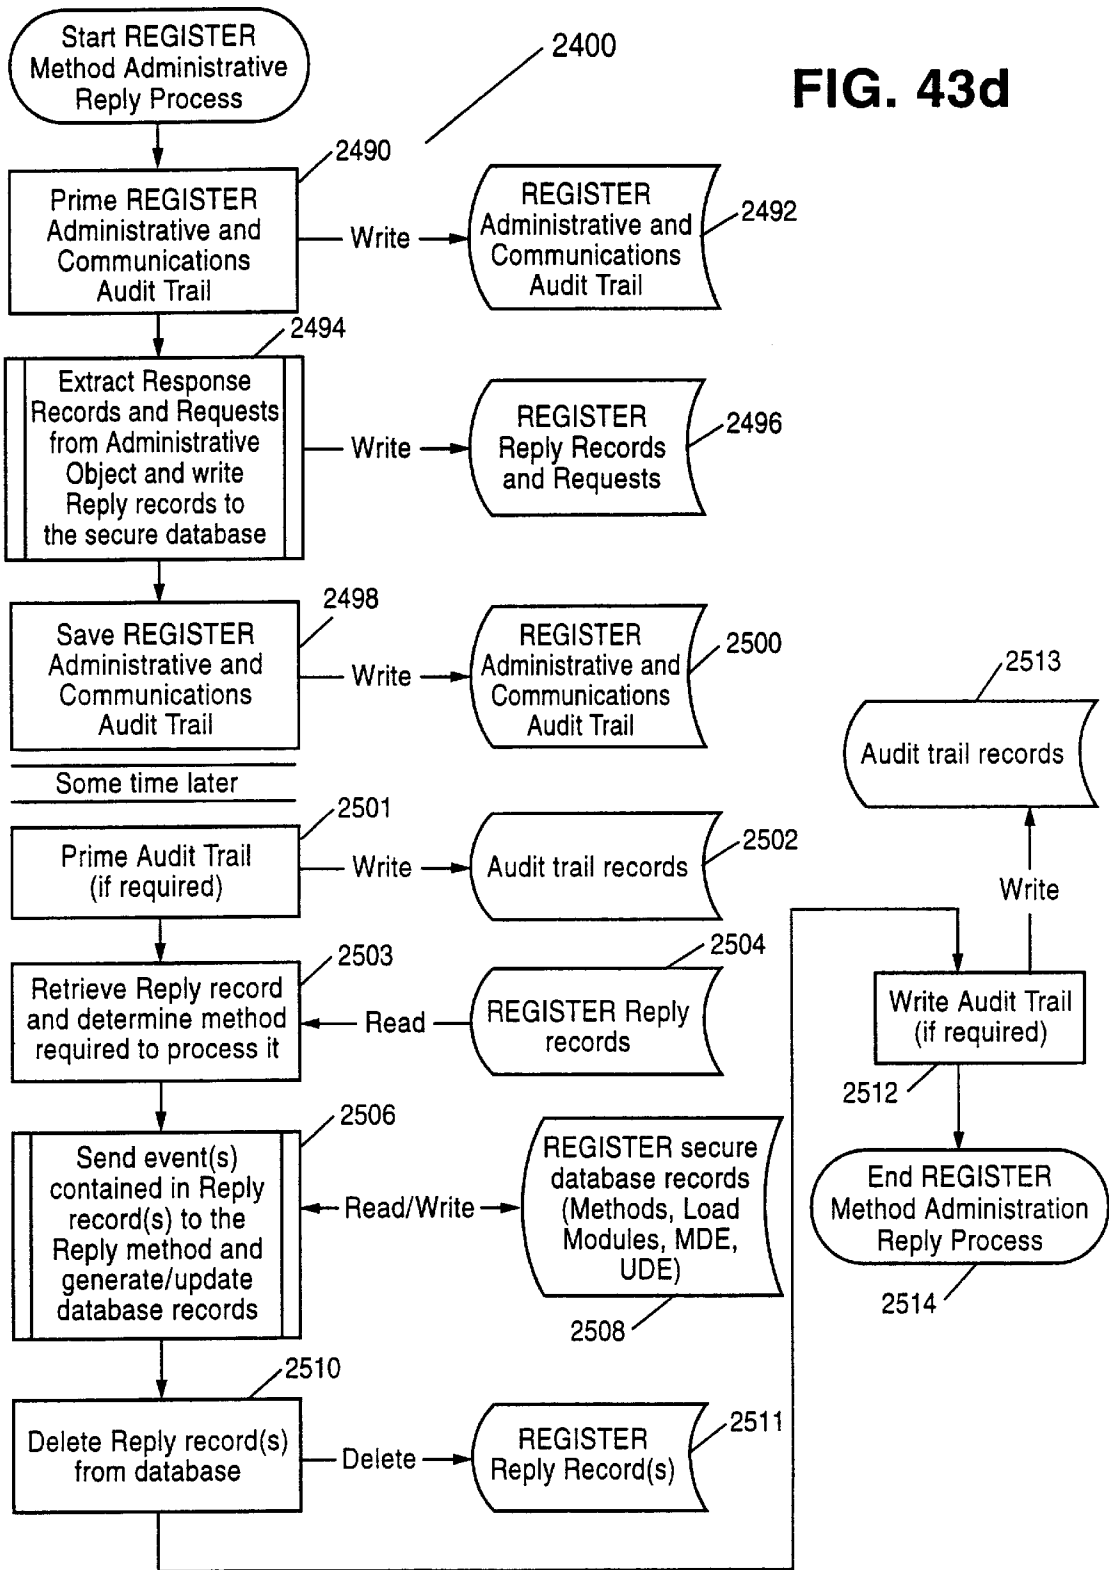 Start REGISTER
Method Administrative
Reply Process
2400
FIG. 43d
2490
Prime REGISTER
Administrative and
Communications
Audit Trail
Write
REGISTER
Administrative and
Communications
Audit Trail
2492
2494
Extract Response
Records and Requests
from Administrative
Object and write
Reply records to
the secure database
Write
REGISTER
Reply Records
and Requests
2496
2498
Save REGISTER
Administrative and
Communications
Audit Trail
Write
REGISTER
Administrative and
Communications
Audit Trail
2500
Some time later
2501
Prime Audit Trail
(if required)
Write
Audit trail records
2502
2503
Retrieve Reply record
and determine method
required to process it
Read
REGISTER Reply
records
2504
2506
Send event(s)
contained in Reply
record(s) to the
Reply method and
generate/update
database records
Read/Write
REGISTER secure
database records
(Methods, Load
Modules, MDE,
UDE)
2508
2510
Delete Reply record(s)
from database
Delete
REGISTER
Reply Record(s)
2511
2513
Audit trail records
Write
Write Audit Trail
(if required)
2512
End REGISTER
Method Administration
Reply Process
2514